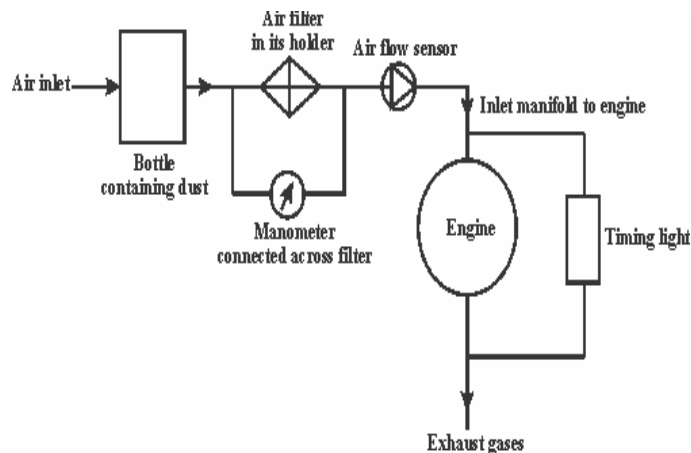 Air filter
in its holder
Air flow sensor
Air inlet
Inlet manifold to engine
Bottle
containing dust
Manometer
connected across filter
Engine
Timing light
Exhaust gases